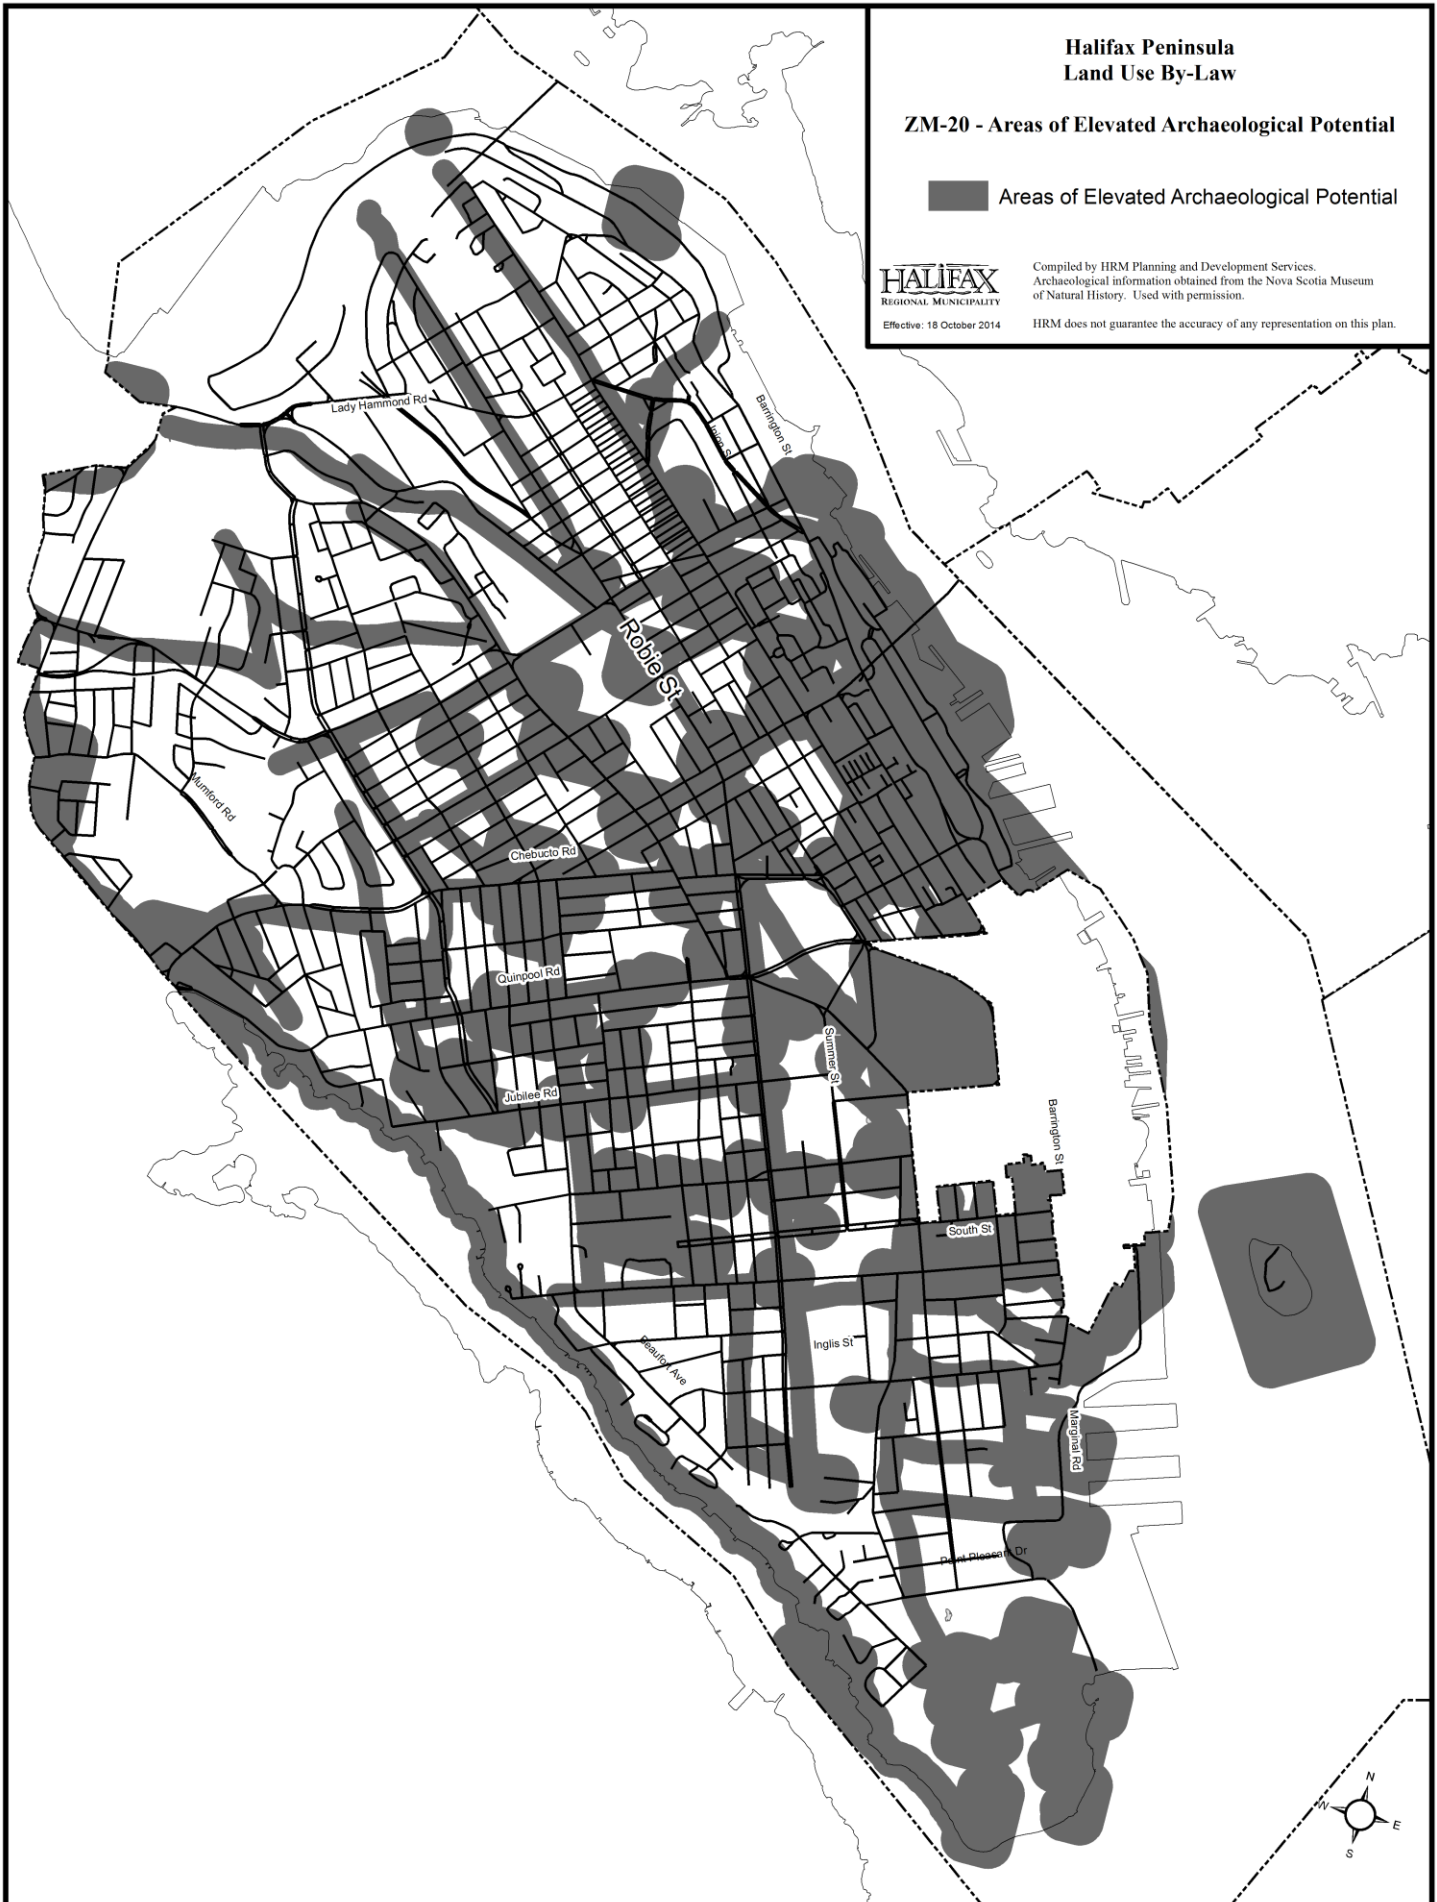 Halifax Peninsula
Land Use By-Law
ZM-20 - Areas of Elevated Archaeological Potential
Areas of Elevated Archaeological Potential
HALIFAX
REGIONAL MUNICIPALITY
Effective: 18 October 2014
Compiled by HRM Planning and Development Services.
Archaeological information obtained from the Nova Scotia Museum
of Natural History. Used with permission.
HRM does not guarantee the accuracy of any representation on this plan.
Lady Hammond Rd
Barrington St
Union St
Robie St
Mumford Rd
Chebucto Rd
Quinpool Rd
Summer St
Jubilee Rd
Barrington St
South St
Inglis St
Beaufort Ave
Marginal Rd
Point Pleasant Dr
N
W
E
S